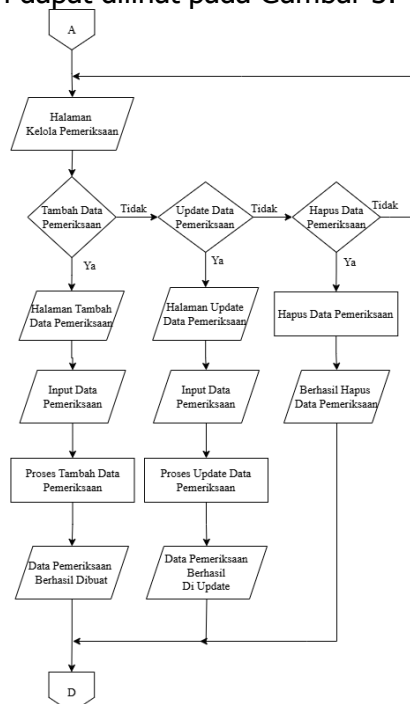 dapat dilihat pada Gambar 3.
A
Halaman
Kelola Pemeriksaan
Tambah Data
Pemeriksaan
Tidak
Update Data
Pemeriksaan
Tidak
Hapus Data
Pemeriksaan
Tidak
Ya
Ya
Ya
Halaman Tambah
Data Pemeriksaan
Halaman Update
Data Pemeriksaan
Hapus Data Pemeriksaan
Input Data
Pemeriksaan
Input Data
Pemeriksaan
Berhasil Hapus
Data Pemeriksaan
Proses Tambah Data
Pemeriksaan
Proses Update Data
Pemeriksaan
Data Pemeriksaan
Berhasil Dibuat
Data Pemeriksaan
Berhasil
Di Update
D